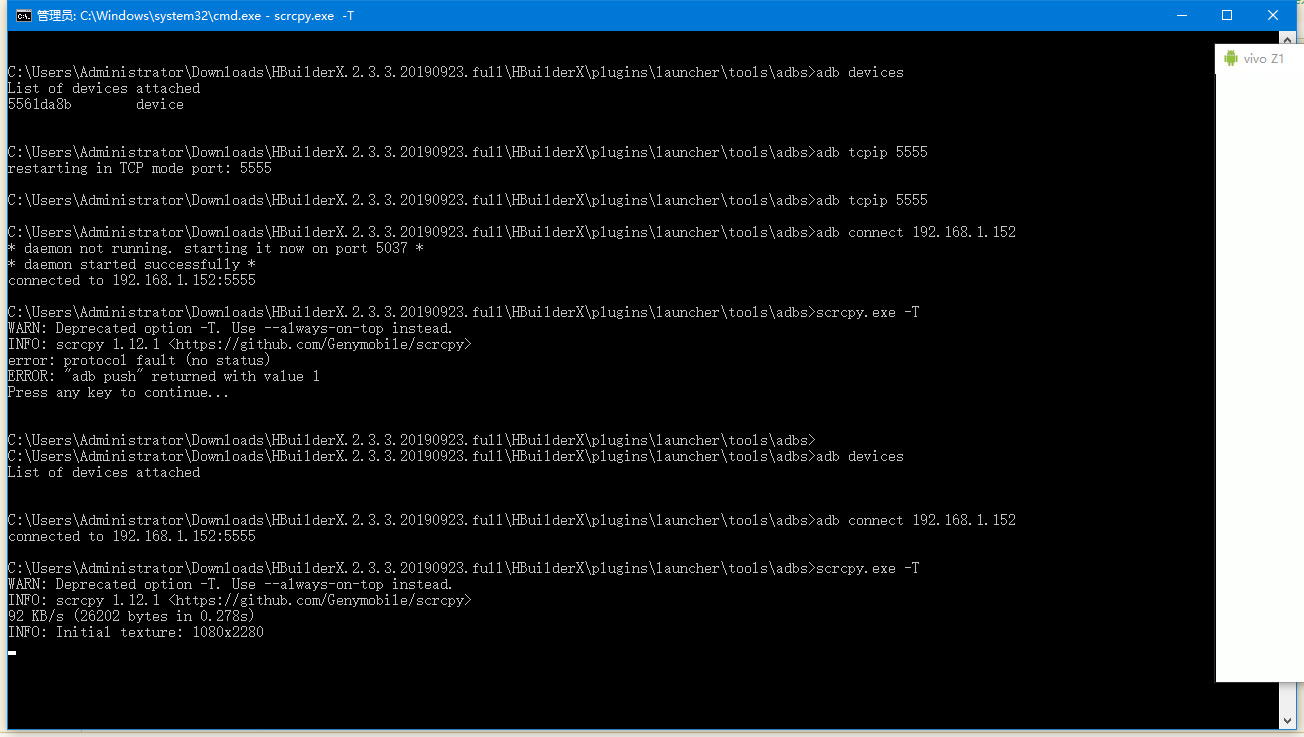 管理员: C:\Windows\system32\cmd.exe - scrcpy.exe -T
vivo Z1
C:\Users\Administrator\Downloads\HBuilderX.2.3.3.20190923.full\HBuilderX\plugins\launcher\tools\adbs>adb devices
List of devices attached
5561da8b        device
C:\Users\Administrator\Downloads\HBuilderX.2.3.3.20190923.full\HBuilderX\plugins\launcher\tools\adbs>adb tcpip 5555
restarting in TCP mode port: 5555
C:\Users\Administrator\Downloads\HBuilderX.2.3.3.20190923.full\HBuilderX\plugins\launcher\tools\adbs>adb tcpip 5555
C:\Users\Administrator\Downloads\HBuilderX.2.3.3.20190923.full\HBuilderX\plugins\launcher\tools\adbs>adb connect 192.168.1.152
* daemon not running. starting it now on port 5037 *
* daemon started successfully *
connected to 192.168.1.152:5555
C:\Users\Administrator\Downloads\HBuilderX.2.3.3.20190923.full\HBuilderX\plugins\launcher\tools\adbs>scrcpy.exe -T
WARN: Deprecated option -T. Use --always-on-top instead.
INFO: scrcpy 1.12.1 <https://github.com/Genymobile/scrcpy>
error: protocol fault (no status)
ERROR: "adb push" returned with value 1
Press any key to continue...
C:\Users\Administrator\Downloads\HBuilderX.2.3.3.20190923.full\HBuilderX\plugins\launcher\tools\adbs>
C:\Users\Administrator\Downloads\HBuilderX.2.3.3.20190923.full\HBuilderX\plugins\launcher\tools\adbs>adb devices
List of devices attached
C:\Users\Administrator\Downloads\HBuilderX.2.3.3.20190923.full\HBuilderX\plugins\launcher\tools\adbs>adb connect 192.168.1.152
connected to 192.168.1.152:5555
C:\Users\Administrator\Downloads\HBuilderX.2.3.3.20190923.full\HBuilderX\plugins\launcher\tools\adbs>scrcpy.exe -T
WARN: Deprecated option -T. Use --always-on-top instead.
INFO: scrcpy 1.12.1 <https://github.com/Genymobile/scrcpy>
92 KB/s (26202 bytes in 0.278s)
INFO: Initial texture: 1080x2280